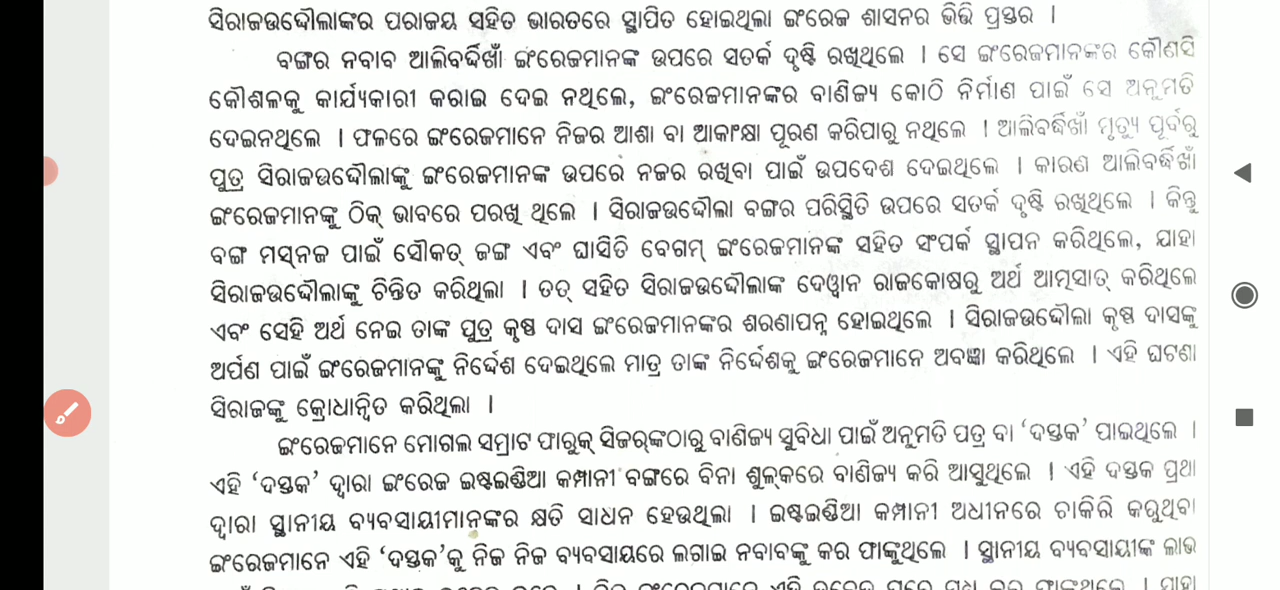 ସିରାଜଉଦ୍ଦୌଲାଙ୍କର ପରାଜୟ ସହିତ ଭାରତରେ ସ୍ଥାପିତ ହୋଇଥିଲା ଇଂରେଜ ଶାସନର ଭିଭି ପ୍ରସ୍ତର ।
ବଙ୍ଗର ନବାବ ଆଲିବର୍ଦ୍ଦିଖାଁ ଇଂରେଜମାନଙ୍କ ଉପରେ ସତର୍କ ଦୃଷ୍ଟି ରଖିଥିଲେ । ସେ ଇଂରେଜମାନଙ୍କର କୌଣସି
କୌଶଳକୁ କାର୍ଯ୍ୟକାରୀ କରାଇ ଦେଇ ନଥିଲେ, ଇଂରେଜମାନଙ୍କର ବାଣିଜ୍ୟ କୋଠି ନିର୍ମାଣ ପାଇଁ ସେ ଅନୁମତି
ଦେଇନଥିଲେ । ଫଳରେ ଇଂରେଜମାନେ ନିଜର ଆଶା ବା ଆକାଂକ୍ଷା ପୂରଣ କରିପାରୁ ନଥିଲେ । ଆଲିବର୍ଦ୍ଧିଖାଁ ମୃତ୍ୟୁ ପୂର୍ବରୁ
ପୁତ୍ର ସିରାଜଉଦ୍ଦୌଲାଙ୍କୁ ଇଂରେଜମାନଙ୍କ ଉପରେ ନଜର ରଖିବା ପାଇଁ ଉପଦେଶ ଦେଇଥିଲେ । କାରଣ ଆଲିବର୍ଦ୍ଧିଖାଁ
ଇଂରେଜମାନଙ୍କୁ ଠିକ୍ ଭାବରେ ପରଖି ଥିଲେ । ସିରାଜଉଦ୍ଦୌଲା ବଙ୍ଗର ପରିସ୍ଥିତି ଉପରେ ସତର୍କ ଦୃଷ୍ଟି ରଖିଥିଲେ । କିନ୍ତୁ
ବଙ୍ଗ ମସ୍‌ନଜ ପାଇଁ ସୌକତ୍ ଜଙ୍ଗ ଏବଂ ଘାସିତି ବେଗମ୍ ଇଂରେଜମାନଙ୍କ ସହିତ ସଂପର୍କ ସ୍ଥାପନ କରିଥିଲେ, ଯାହା
ସିରାଜଉଦ୍ଦୌଲାଙ୍କୁ ଚିନ୍ତିତ କରିଥିଲା । ତତ୍ ସହିତ ସିରାଜଉଦ୍ଦୌଲାଙ୍କ ଦେୱାନ ରାଜକୋଷରୁ ଅର୍ଥ ଆତ୍ମସାତ୍ କରିଥିଲେ
ଏବଂ ସେହି ଅର୍ଥ ନେଇ ତାଙ୍କ ପୁତ୍ର କୃଷ୍ଣ ଦାସ ଇଂରେଜମାନଙ୍କର ଶରଣାପନ୍ନ ହୋଇଥିଲେ । ସିରାଜଉଦ୍ଦୌଲା କୃଷ୍ଣ ଦାସଙ୍କୁ
ଅର୍ପଣ ପାଇଁ ଇଂରେଜମାନଙ୍କୁ ନିର୍ଦ୍ଦେଶ ଦେଇଥିଲେ ମାତ୍ର ତାଙ୍କ ନିର୍ଦ୍ଦେଶକୁ ଇଂରେଜମାନେ ଅବଜ୍ଞା କରିଥିଲେ । ଏହି ଘଟଣା
ସିରାଜଙ୍କୁ କ୍ରୋଧାନ୍ୱିତ କରିଥିଲା ।
ଇଂରେଜମାନେ ମୋଗଲ ସମ୍ରାଟ ଫାରୁକ୍ ସିଜର୍‌ଙ୍କଠାରୁ ବାଣିଜ୍ୟ ସୁବିଧା ପାଇଁ ଅନୁମତି ପତ୍ର ବା ‘ଦସ୍ତକ’ ପାଇଥିଲେ ।
ଏହି ‘ଦସ୍ତକ’ ଦ୍ୱାରା ଇଂରେଜ ଇଷ୍ଟଇଣ୍ଡିଆ କମ୍ପାନୀ ବଙ୍ଗରେ ବିନା ଶୁଳ୍‌କରେ ବାଣିଜ୍ୟ କରି ଆସୁଥିଲେ । ଏହି ଦସ୍ତକ ପ୍ରଥା
ଦ୍ୱାରା ସ୍ଥାନୀୟ ବ୍ୟବସାୟୀମାନଙ୍କର କ୍ଷତି ସାଧନ ହେଉଥିଲା । ଇଷ୍ଟଇଣ୍ଡିଆ କମ୍ପାନୀ ଅଧୀନରେ ଚାକିରି କରୁଥିବା
ଇଂରେଜମାନେ ଏହି ‘ଦସ୍ତକ’କୁ ନିଜ ନିଜ ବ୍ୟବସାୟରେ ଲଗାଇ ନବାବଙ୍କୁ କର ଫାଙ୍କୁଥିଲେ । ସ୍ଥାନୀୟ ବ୍ୟବସାୟୀଙ୍କ ଲାଭ